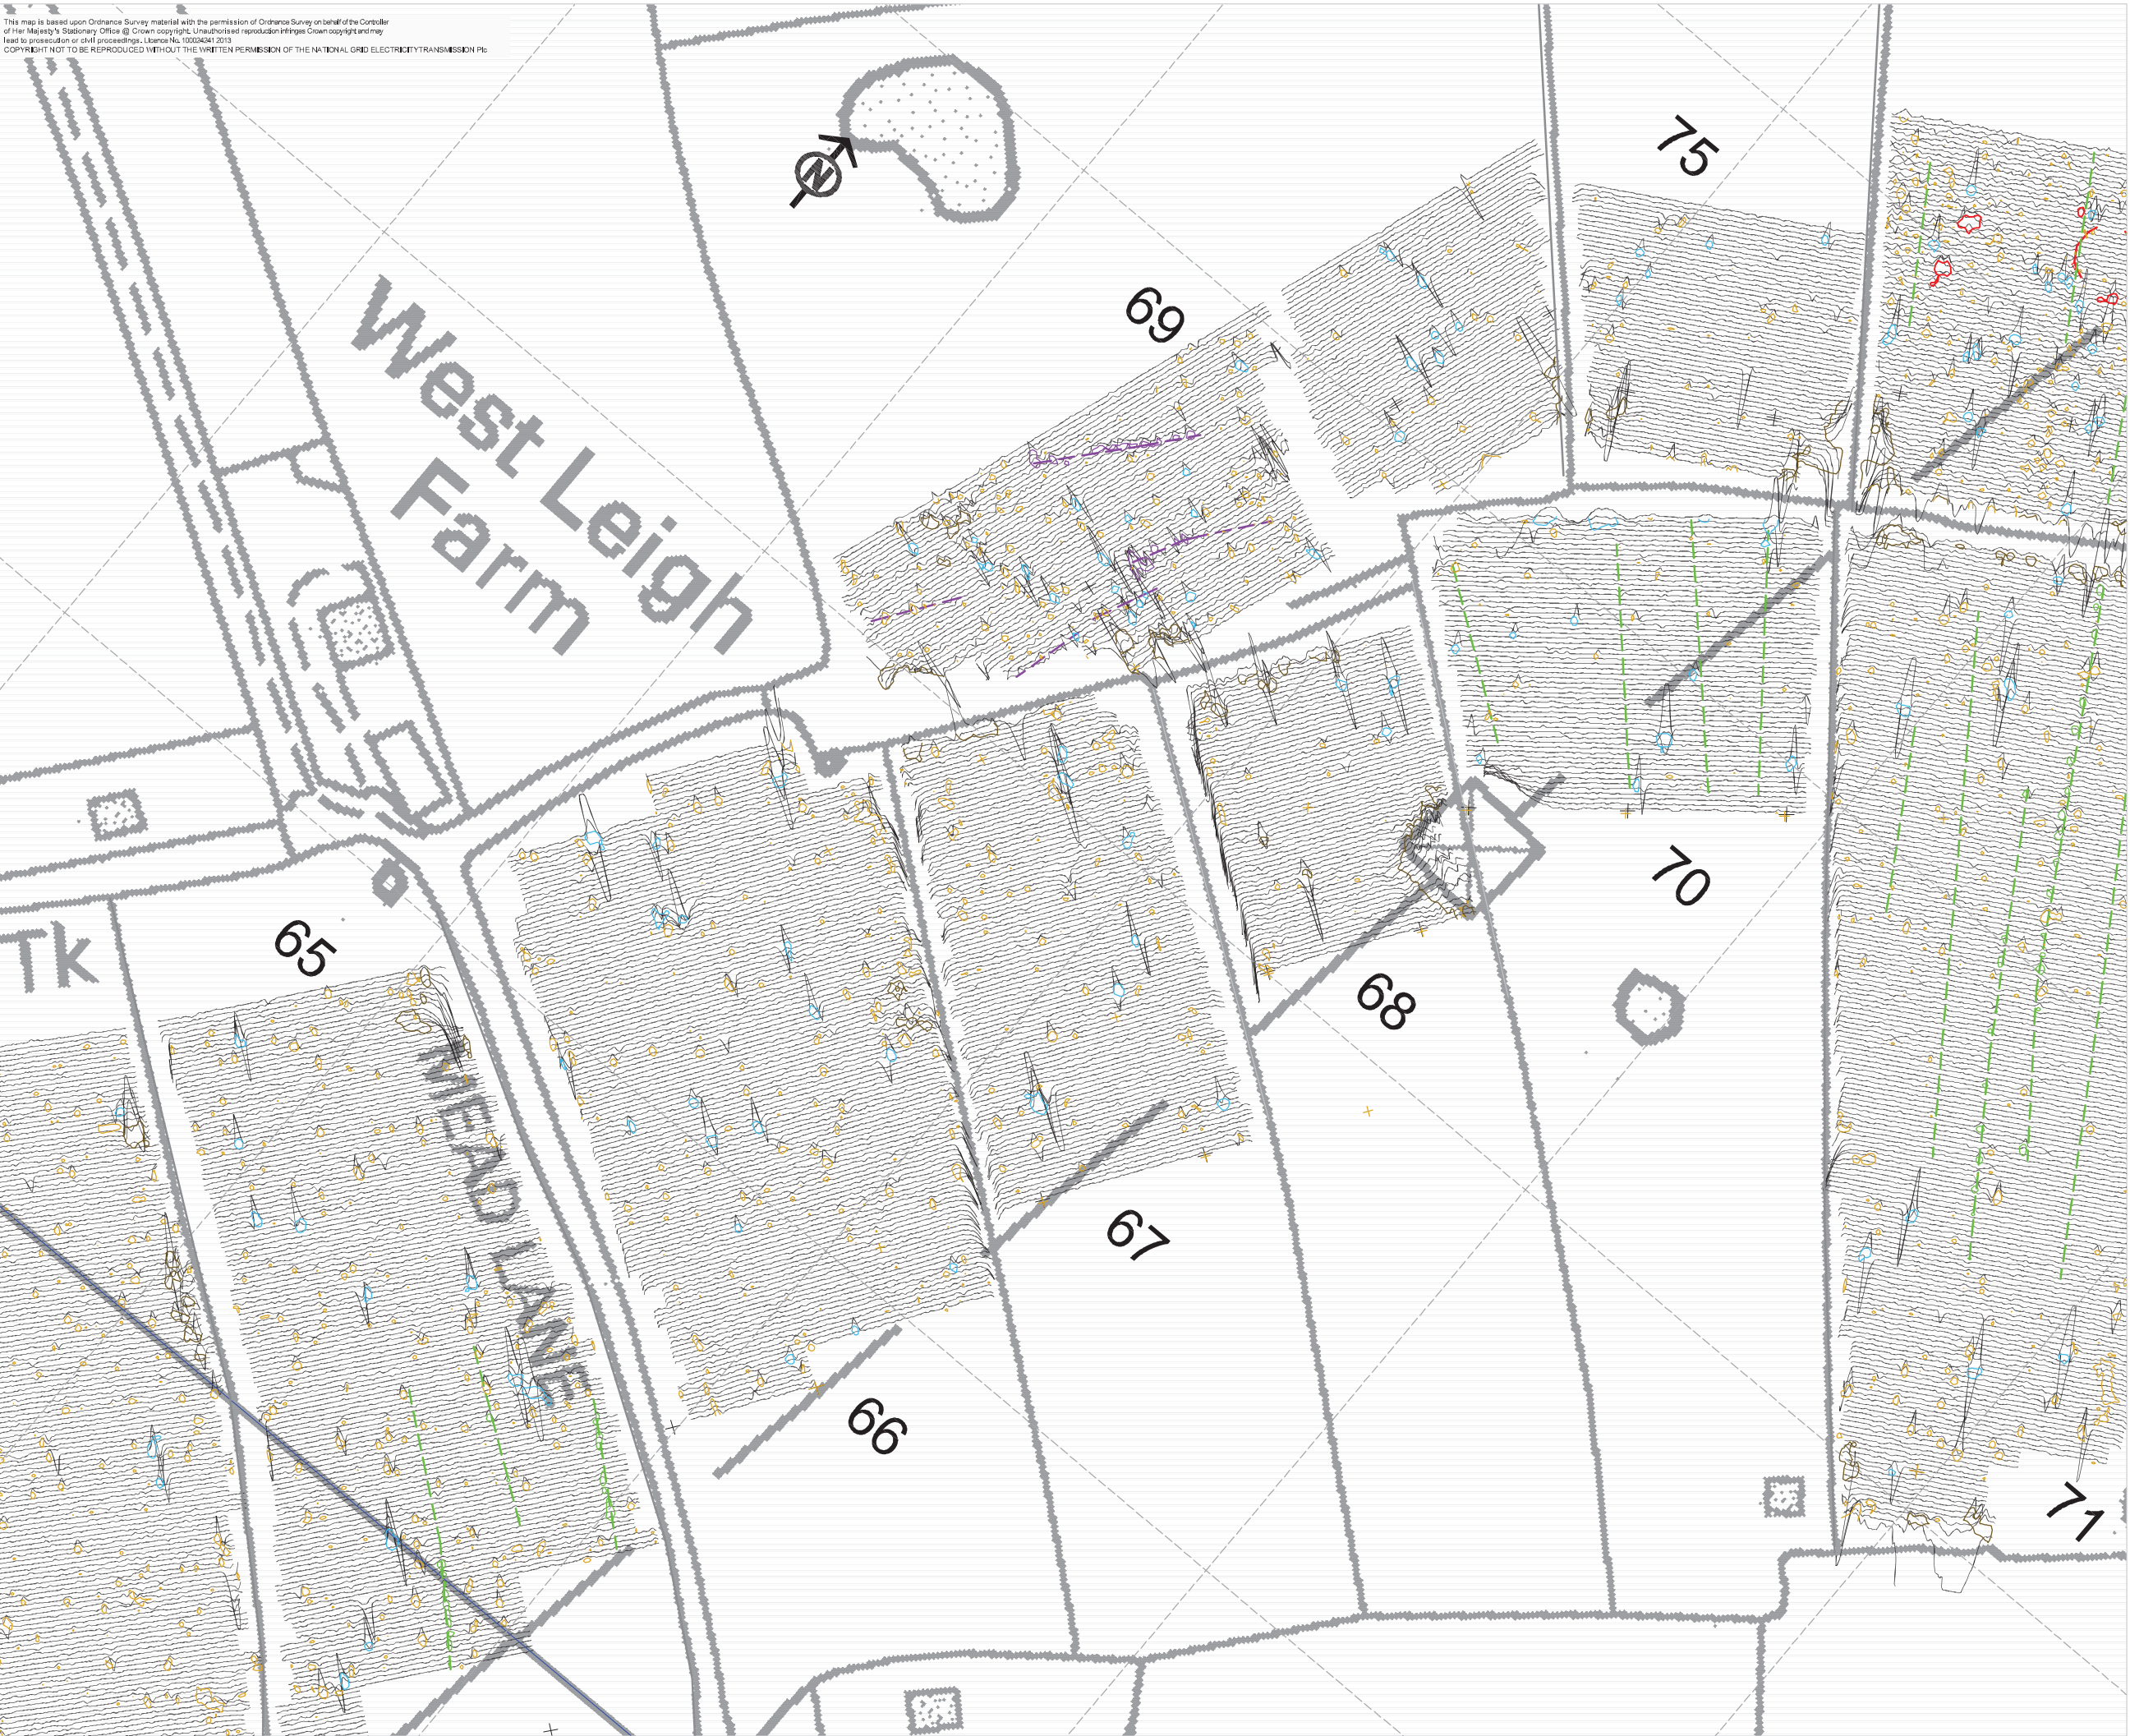 This map is based upon Ordnance Survey material with the permission of Ordnance Survey on behalf of the Controller
of Her Majesty's Stationary Office @ Crown copyright. Unauthorised reproduction infringes Crown copyright and may
lead to prosecution or civil proceedings. Licence No. 100024241 2013
COPYRIGHT NOT TO BE REPRODUCED WITHOUT THE WRITTEN PERMISSION OF THE NATIONAL GRID ELECTRICITY TRANSMISSION Plc
75
N
69
West Leigh
Farm
70
65
Tk
68
MEAD LANE
67
66
71